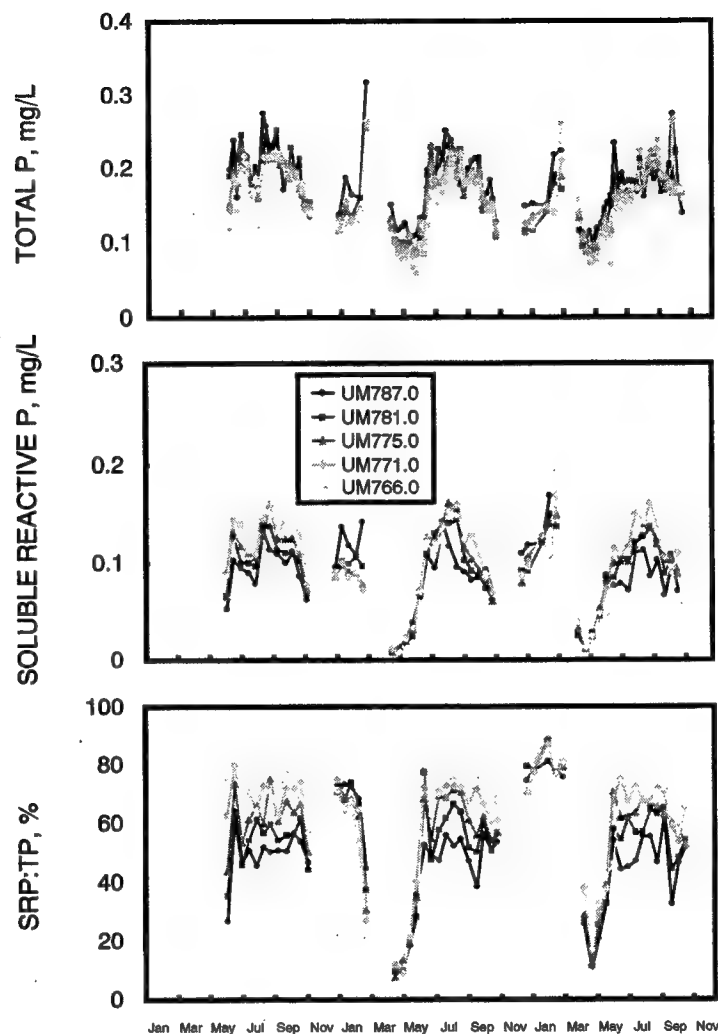 TOTAL P, mg/L
0.4
0.3
0.2
0.1
0
SOLUBLE REACTIVE P, mg/L
0.3
0.2
0.1
0
UM787.0
UM781.0
UM775.0
UM771.0
UM766.0
SRP:TP, %
100
80
60
40
20
0
Jan Mar May Jul Sep Nov Jan Mar May Jul Sep Nov Jan Mar May Jul Sep Nov